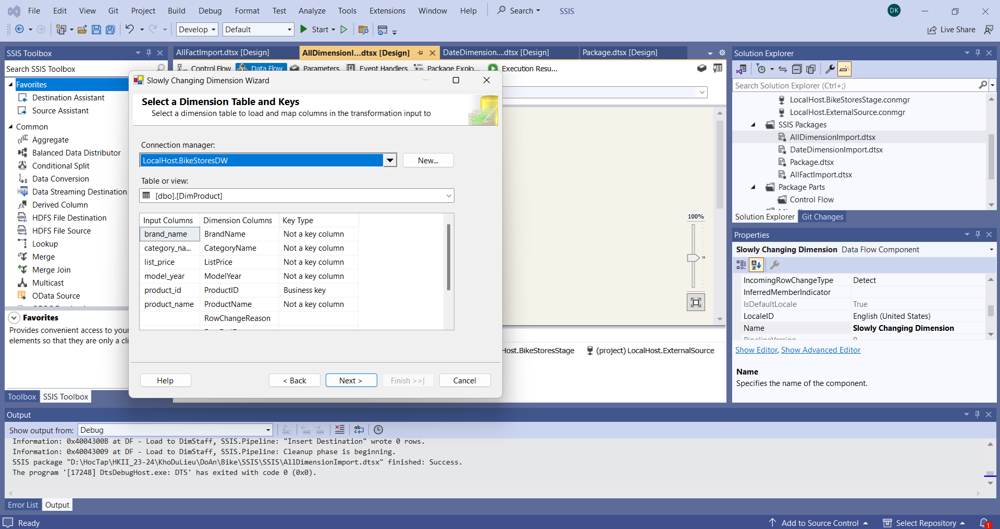 File Edit View Git Project Build Debug Format Test Analyze Tools Extensions Window Help Search SSIS DK
Develop Default Start Live Share
SSIS Toolbox
Search SSIS Toolbox
Favorites
Destination Assistant
Source Assistant
Common
Aggregate
Balanced Data Distributor
Conditional Split
Data Conversion
Data Streaming Destination
Derived Column
HDFS File Destination
HDFS File Source
Lookup
Merge
Merge Join
Multicast
OData Source
Favorites
Provides convenient access to your
elements so that they are only a cli
Toolbox SSIS Toolbox
AllFactImport.dtsx [Design] AllDimensionI...dtsx [Design] DateDimension....dtsx [Design] Package.dtsx [Design]
Control Flow Data Flow Parameters Event Handlers Package Explo... Execution Resu...
Slowly Changing Dimension Wizard
Select a Dimension Table and Keys
Select a dimension table to load and map columns in the transformation input to
Connection manager:
LocalHost.BikeStoresDW New...
Table or view:
[dbo].[DimProduct]
Input Columns Dimension Columns Key Type
brand_name BrandName Not a key column
category_na... CategoryName Not a key column
list_price ListPrice Not a key column
model_year ModelYear Not a key column
product_id ProductID Business key
product_name ProductName Not a key column
RowChangeReason
Help < Back Next > Finish >>| Cancel
100%
Host.BikeStoresStage (project) LocalHost.ExternalSource
Solution Explorer
Search Solution Explorer (Ctrl+;)
LocalHost.BikeStoresStage.conmgr
LocalHost.ExternalSource.conmgr
SSIS Packages
AllDimensionImport.dtsx
DateDimensionImport.dtsx
Package.dtsx
AllFactImport.dtsx
Package Parts
Control Flow
Solution Explorer Git Changes
Properties
Slowly Changing Dimension Data Flow Component
IncomingRowChangeType Detect
InferredMemberIndicator
IsDefaultLocale True
LocaleID English (United States)
Name Slowly Changing Dimension
PipelineVersion 0
Show Editor, Show Advanced Editor
Name
Specifies the name of the component.
Output
Show output from: Debug
Information: 0x4004300B at DF - Load to DimStaff, SSIS.Pipeline: "Insert Destination" wrote 0 rows.
Information: 0x40043009 at DF - Load to DimStaff, SSIS.Pipeline: Cleanup phase is beginning.
SSIS package "D:\HocTap\HKII_23-24\KhoDuLieu\DoAn\Bike\SSIS\SSIS\AllDimensionImport.dtsx" finished: Success.
The program '[17248] DtsDebugHost.exe: DTS' has exited with code 0 (0x0).
Error List Output
Ready Add to Source Control Select Repository 1